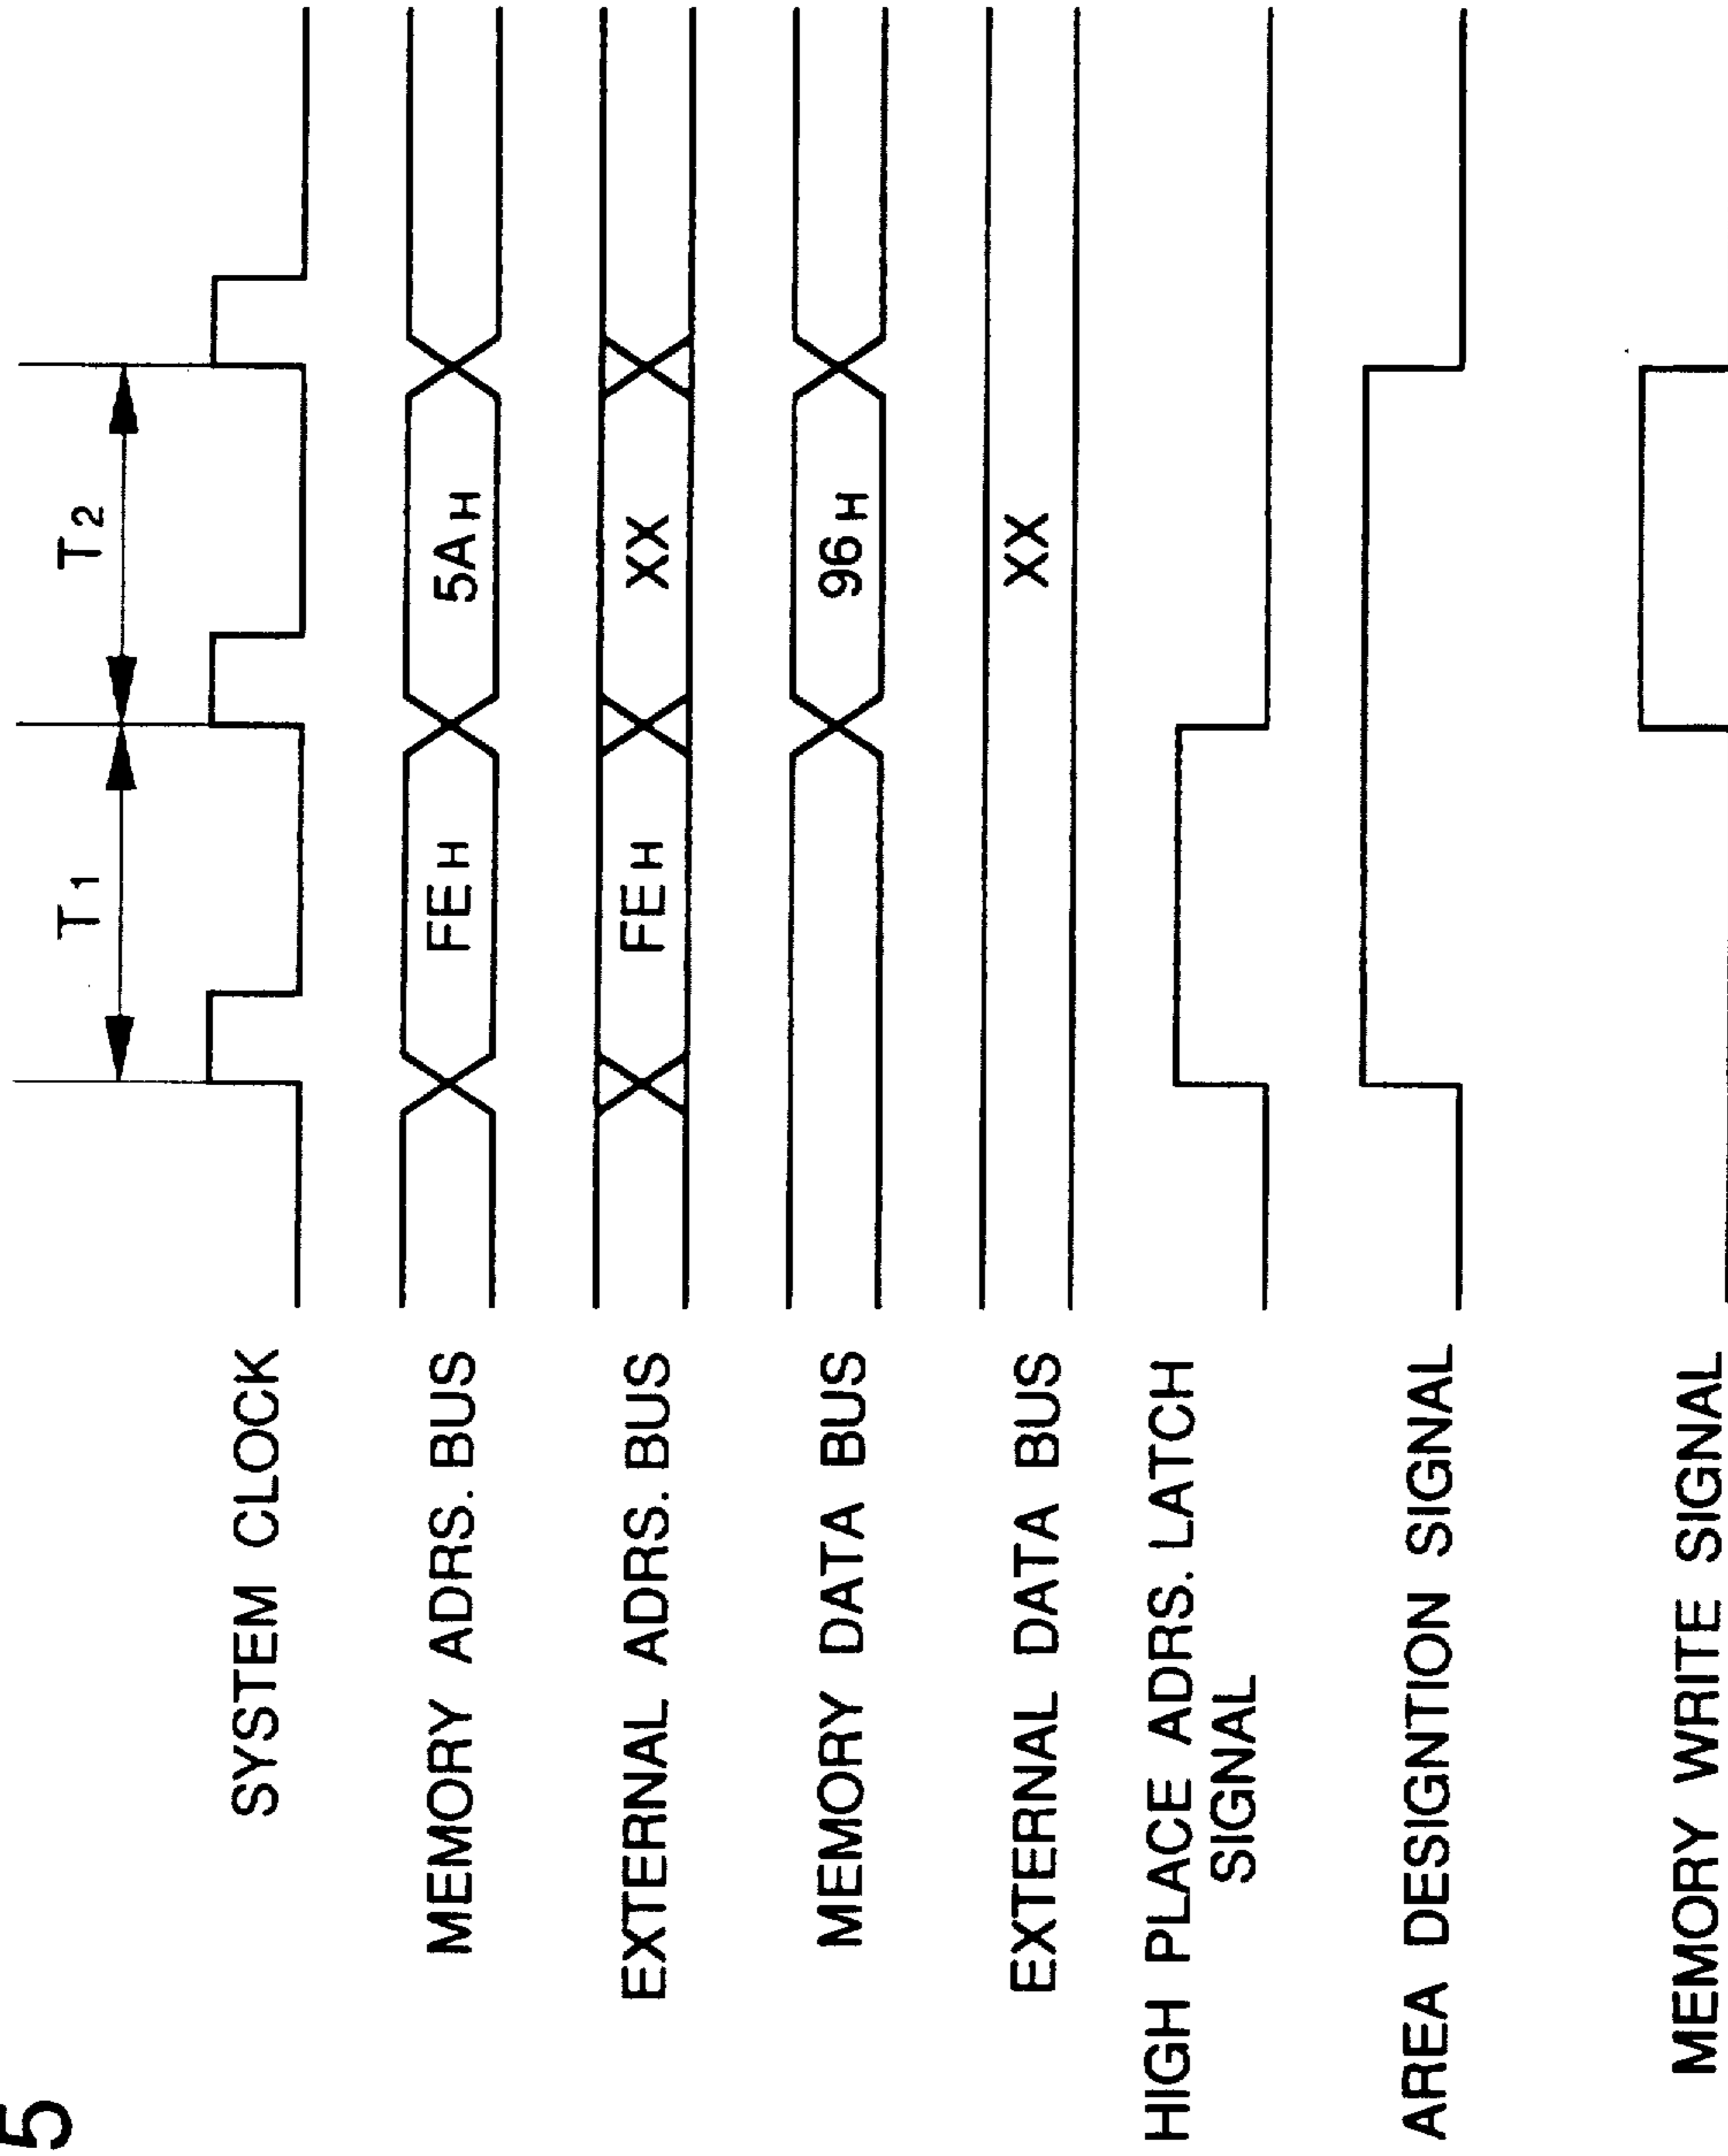 5
T1 T2
SYSTEM CLOCK
MEMORY ADRS. BUS FEH 5AH
EXTERNAL ADRS. BUS FEH XX
MEMORY DATA BUS 96H
EXTERNAL DATA BUS XX
HIGH PLACE ADRS. LATCH
SIGNAL
AREA DESIGNTION SIGNAL
MEMORY WRITE SIGNAL